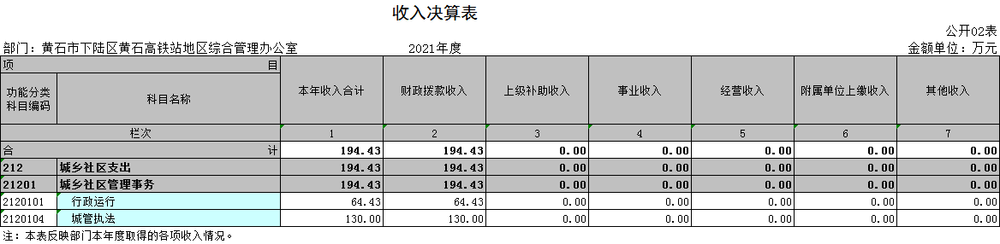 收入决算表
公开02表
部门：黄石市下陆区黄石高铁站地区综合管理办公室 2021年度 金额单位：万元
项 目 本年收入合计 财政拨款收入 上级补助收入 事业收入 经营收入 附属单位上缴收入 其他收入
功能分类科目编码 科目名称
栏次 1 2 3 4 5 6 7
合 计 194.43 194.43 0.00 0.00 0.00 0.00 0.00
212 城乡社区支出 194.43 194.43 0.00 0.00 0.00 0.00 0.00
21201 城乡社区管理事务 194.43 194.43 0.00 0.00 0.00 0.00 0.00
2120101 行政运行 64.43 64.43 0.00 0.00 0.00 0.00 0.00
2120104 城管执法 130.00 130.00 0.00 0.00 0.00 0.00 0.00
注：本表反映部门本年度取得的各项收入情况。